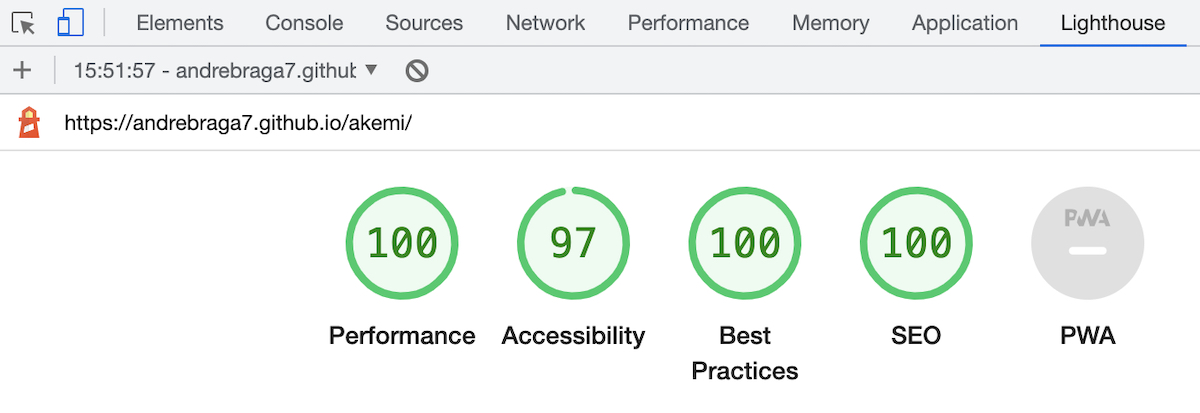 Elements Console Sources Network Performance Memory Application Lighthouse
15:51:57 - andrebraga7.github
https://andrebraga7.github.io/akemi/
100 97 100 100 PWA
Performance Accessibility Best Practices SEO PWA